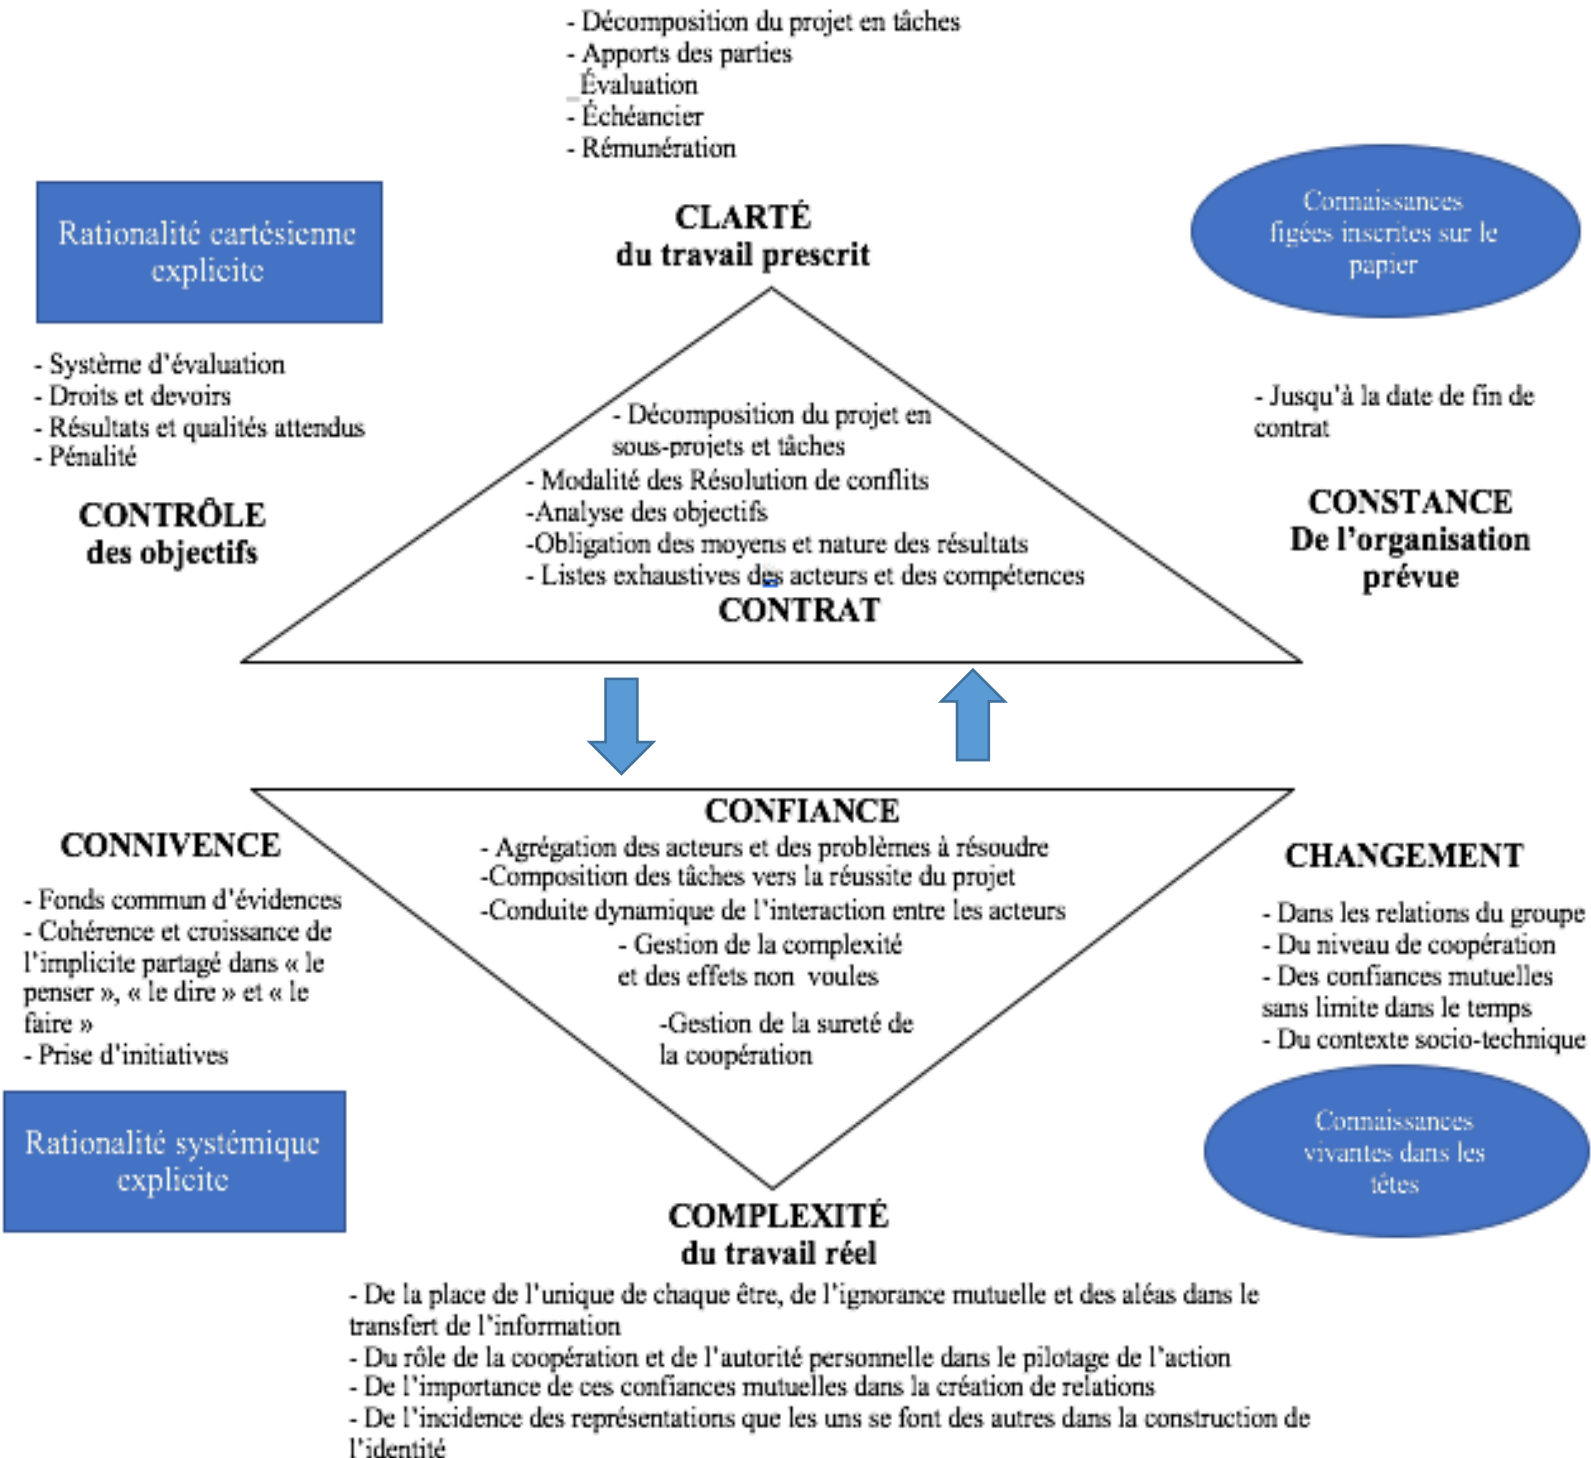 - Décomposition du projet en tâches
- Apports des parties
_Évaluation
- Échéancier
- Rémunération
CLARTÉ
du travail prescrit
Rationalité cartésienne
explicite
Connaissances
figées inscrites sur le
papier
- Système d’évaluation
- Droits et devoirs
- Résultats et qualités attendus
- Pénalité
CONTRÔLE
des objectifs
- Décomposition du projet en
sous-projets et tâches
- Modalité des Résolution de conflits
-Analyse des objectifs
-Obligation des moyens et nature des résultats
- Listes exhaustives des acteurs et des compétences
CONTRAT
- Jusqu’à la date de fin de
contrat
CONSTANCE
De l’organisation
prévue
CONFIANCE
- Agrégation des acteurs et des problèmes à résoudre
-Composition des tâches vers la réussite du projet
-Conduite dynamique de l’interaction entre les acteurs
- Gestion de la complexité
et des effets non voules
-Gestion de la sureté de
la coopération
CONNIVENCE
- Fonds commun d’évidences
- Cohérence et croissance de
l’implicite partagé dans « le
penser », « le dire » et « le
faire »
- Prise d’initiatives
Rationalité systémique
explicite
CHANGEMENT
- Dans les relations du groupe
- Du niveau de coopération
- Des confiances mutuelles
sans limite dans le temps
- Du contexte socio-technique
Connaissances
vivantes dans les
têtes
COMPLEXITÉ
du travail réel
- De la place de l’unique de chaque être, de l’ignorance mutuelle et des aléas dans le
transfert de l’information
- Du rôle de la coopération et de l’autorité personnelle dans le pilotage de l’action
- De l’importance de ces confiances mutuelles dans la création de relations
- De l’incidence des représentations que les uns se font des autres dans la construction de
l’identité